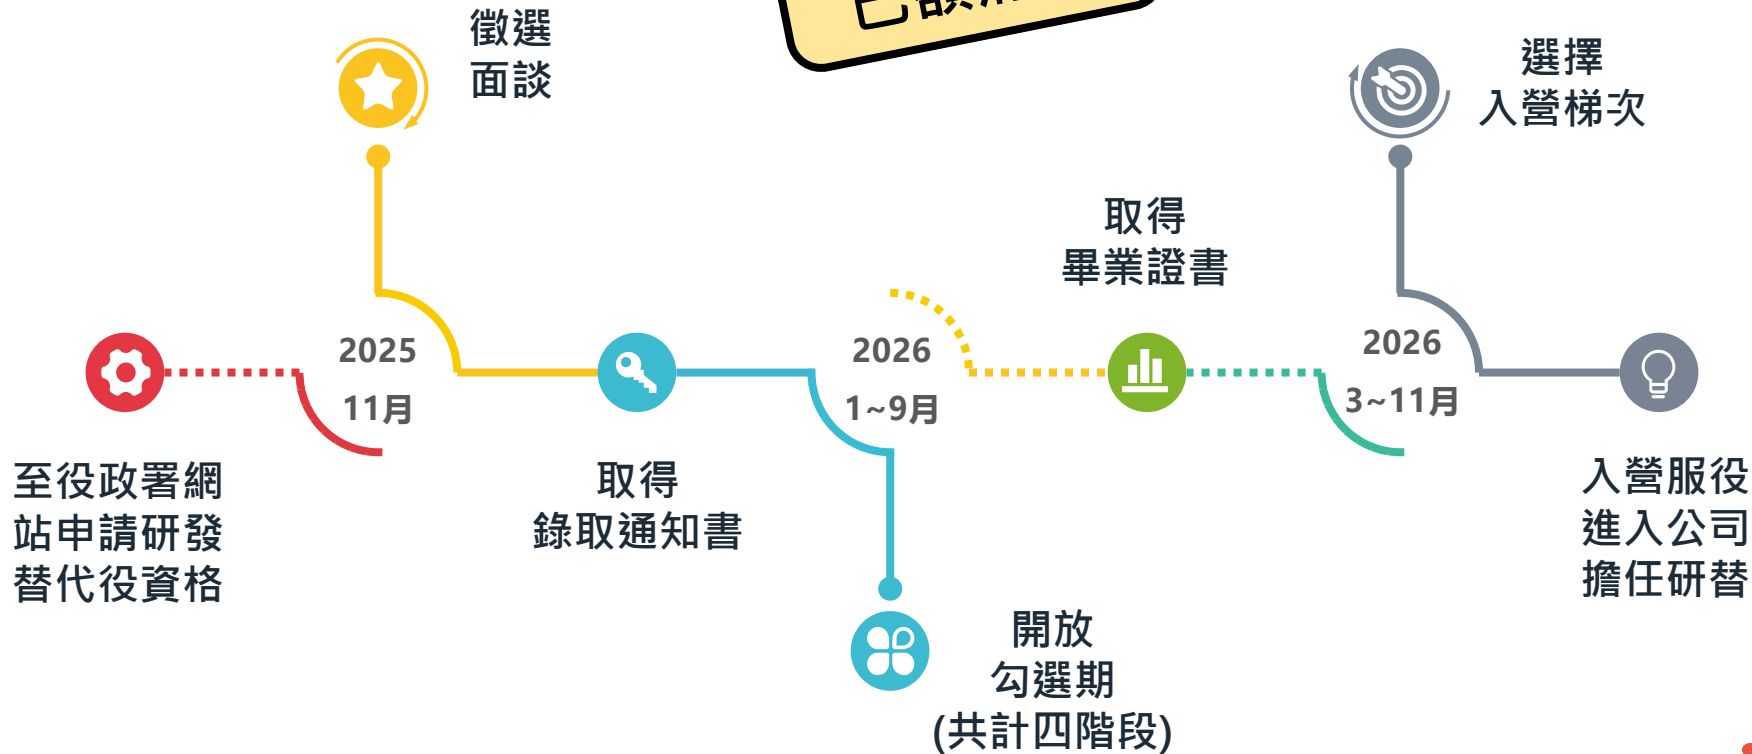 徵選
面談
選擇
入營梯次
取得
畢業證書
2025
11月
2026
1~9月
2026
3~11月
至役政署網
站申請研發
替代役資格
取得
錄取通知書
入營服役
進入公司
擔任研替
開放
勾選期
(共計四階段)